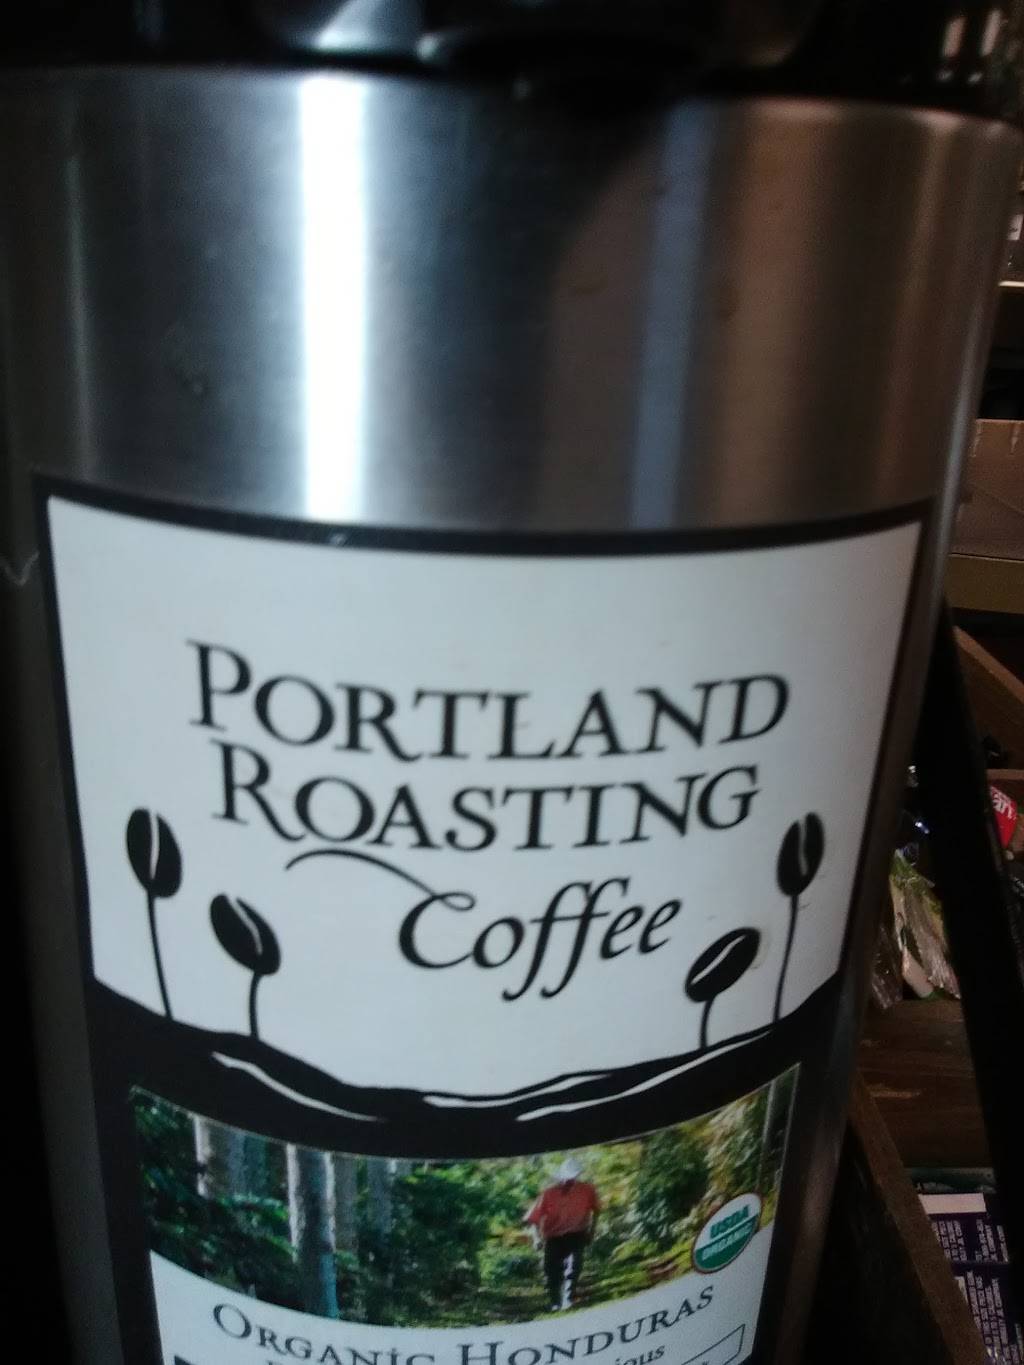 PORTLAND
ROASTING
Coffee
USDA
ORGANIC
ORGANIC HONDURAS